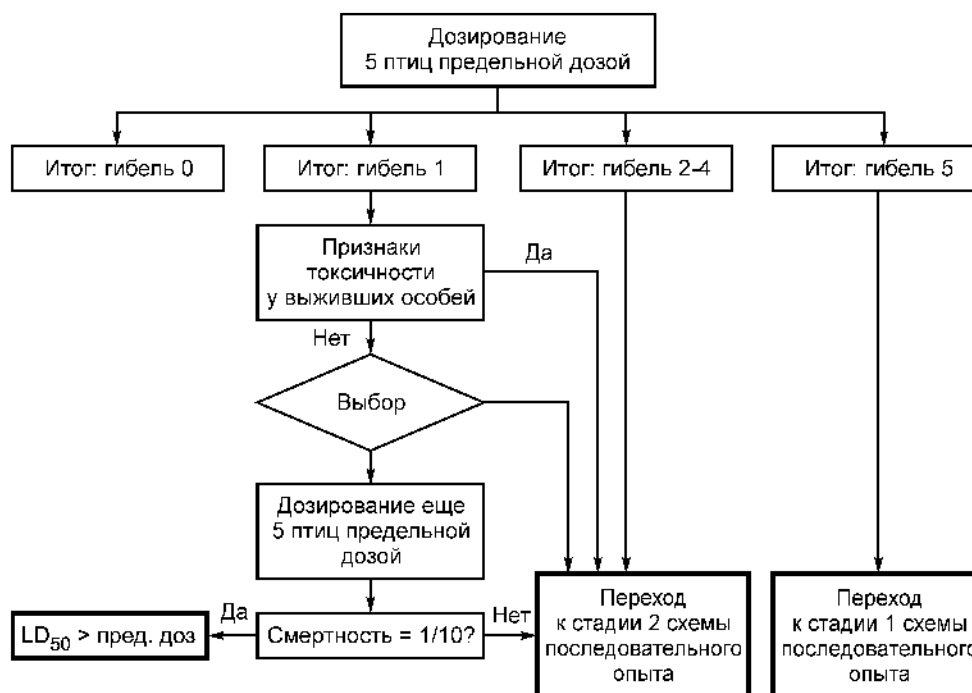 Дозирование
5 птиц предельной дозой
Итог: гибель 0
Итог: гибель 1
Итог: гибель 2-4
Итог: гибель 5
Признаки
токсичности
у выживших особей
Да
Нет
Выбор
Дозирование еще
5 птиц предельной
дозой
Да
LD50 > пред. доз
Смертность = 1/10?
Нет
Переход
к стадии 2 схемы
последовательного
опыта
Переход
к стадии 1 схемы
последовательного
опыта